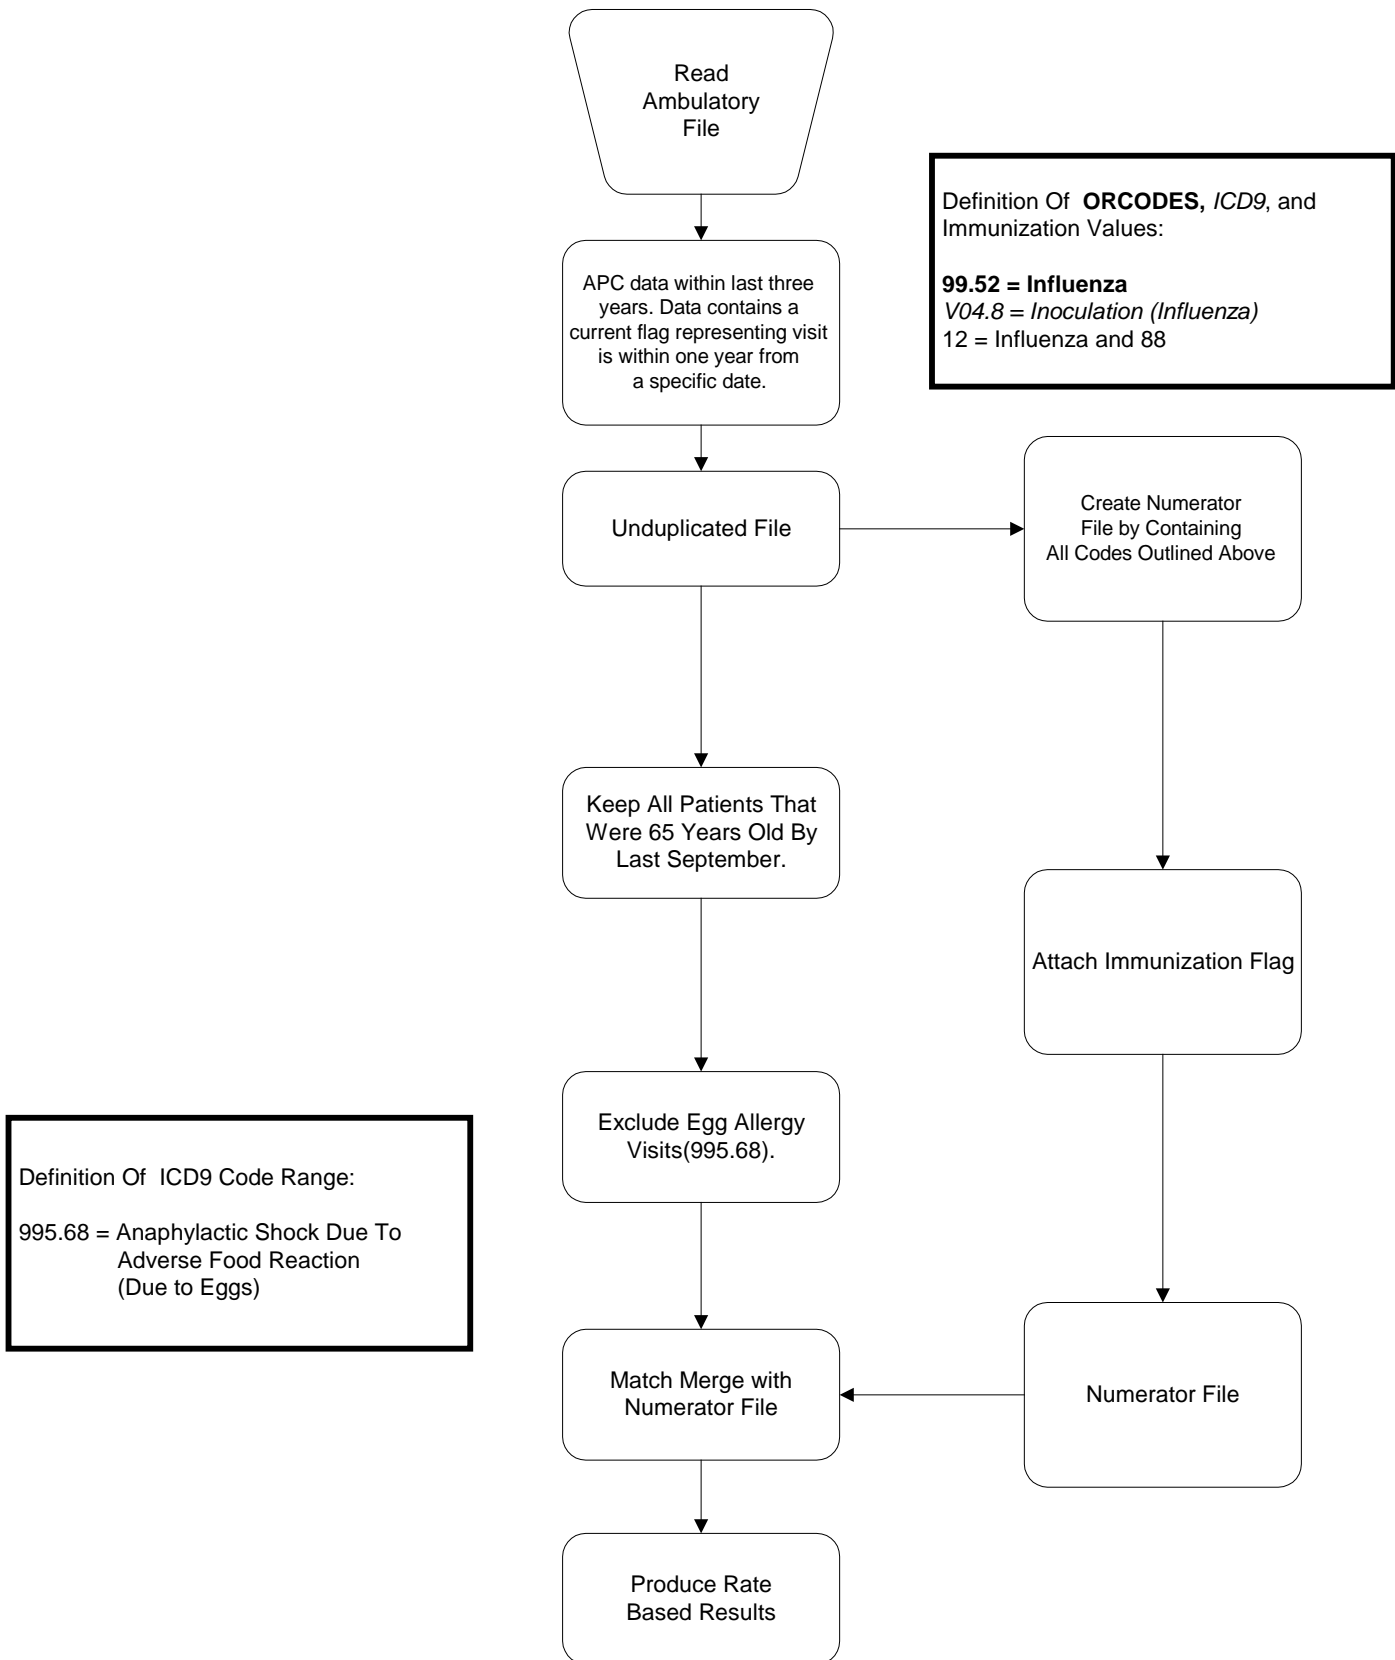 Read
Ambulatory
File
Definition Of ORCODES, ICD9, and
Immunization Values:
99.52 = Influenza
V04.8 = Inoculation (Influenza)
12 = Influenza and 88
APC data within last three
years. Data contains a
current flag representing visit
is within one year from
a specific date.
Unduplicated File
Create Numerator
File by Containing
All Codes Outlined Above
Keep All Patients That
Were 65 Years Old By
Last September.
Attach Immunization Flag
Exclude Egg Allergy
Visits(995.68).
Definition Of ICD9 Code Range:
995.68 = Anaphylactic Shock Due To
Adverse Food Reaction
(Due to Eggs)
Match Merge with
Numerator File
Numerator File
Produce Rate
Based Results